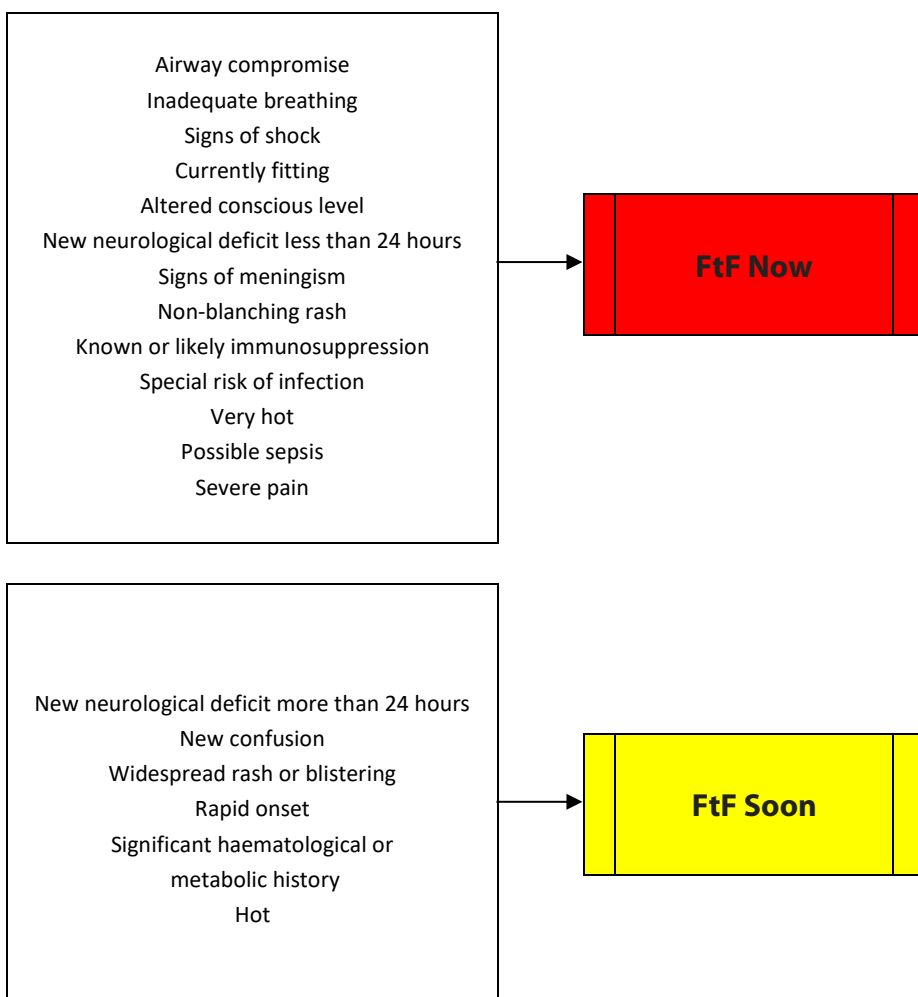 Airway compromise
Inadequate breathing
Signs of shock
Currently fitting
Altered conscious level
New neurological deficit less than 24 hours
Signs of meningism
Non-blanching rash
Known or likely immunosuppression
Special risk of infection
Very hot
Possible sepsis
Severe pain
FtF Now
New neurological deficit more than 24 hours
New confusion
Widespread rash or blistering
Rapid onset
Significant haematological or
metabolic history
Hot
FtF Soon